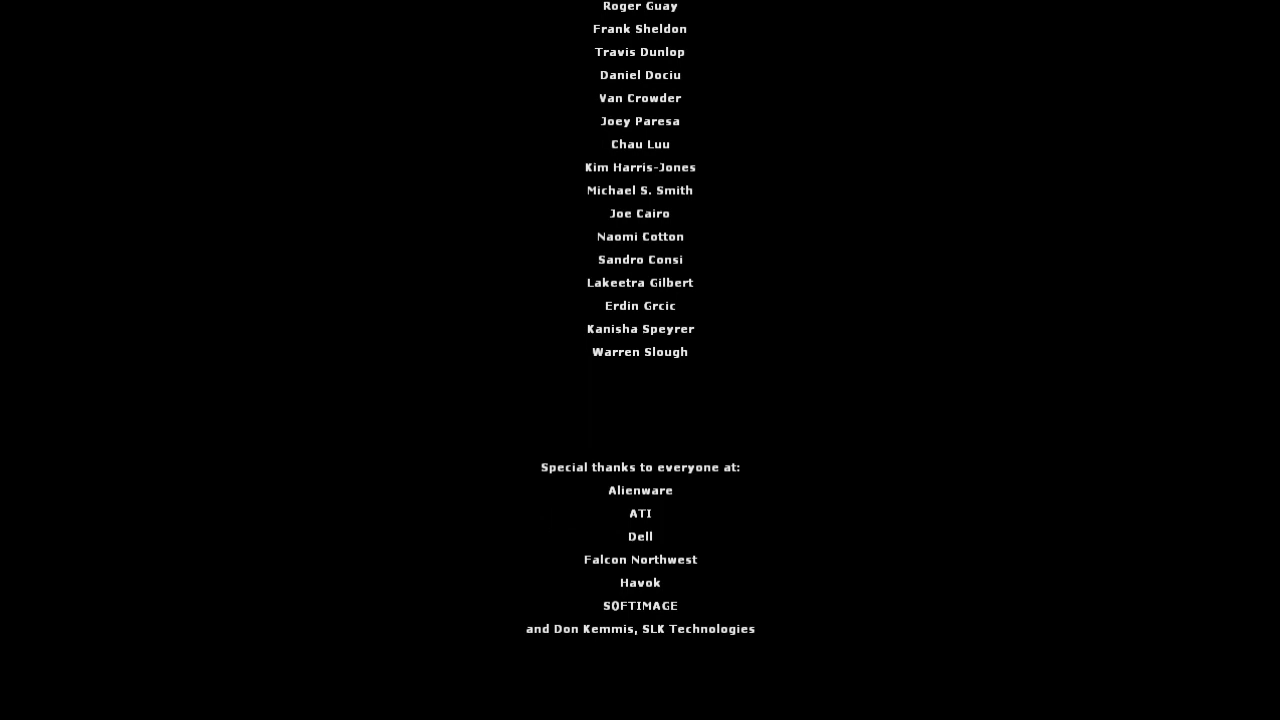 Roger Guay
Frank Sheldon
Travis Dunlop
Daniel Dociu
Van Crowder
Joey Paresa
Chau Luu
Kim Harris-Jones
Michael S. Smith
Joe Cairo
Naomi Cotton
Sandro Consi
Lakeetra Gilbert
Erdin Grcic
Kanisha Speyrer
Warren Slough
Special thanks to everyone at:
Alienware
ATI
Dell
Falcon Northwest
Havok
SOFTIMAGE
and Don Kemmis, SLK Technologies